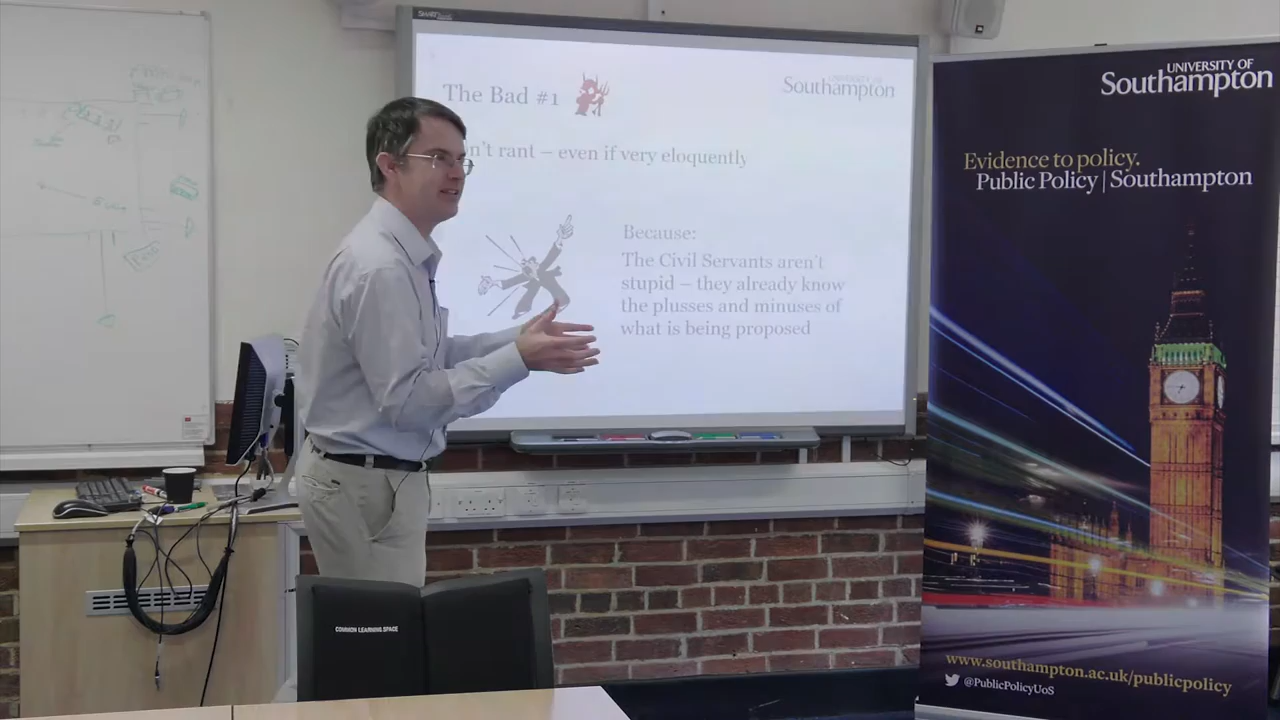 The Bad #1
UNIVERSITY OF
Southampton
n't rant – even if very eloquently
Because:
The Civil Servants aren't
stupid – they already know
the plusses and minuses of
what is being proposed
UNIVERSITY OF
Southampton
Evidence to policy.
Public Policy | Southampton
www.southampton.ac.uk/publicpolicy
@PublicPolicyUoS
COMMON LEARNING SPACE